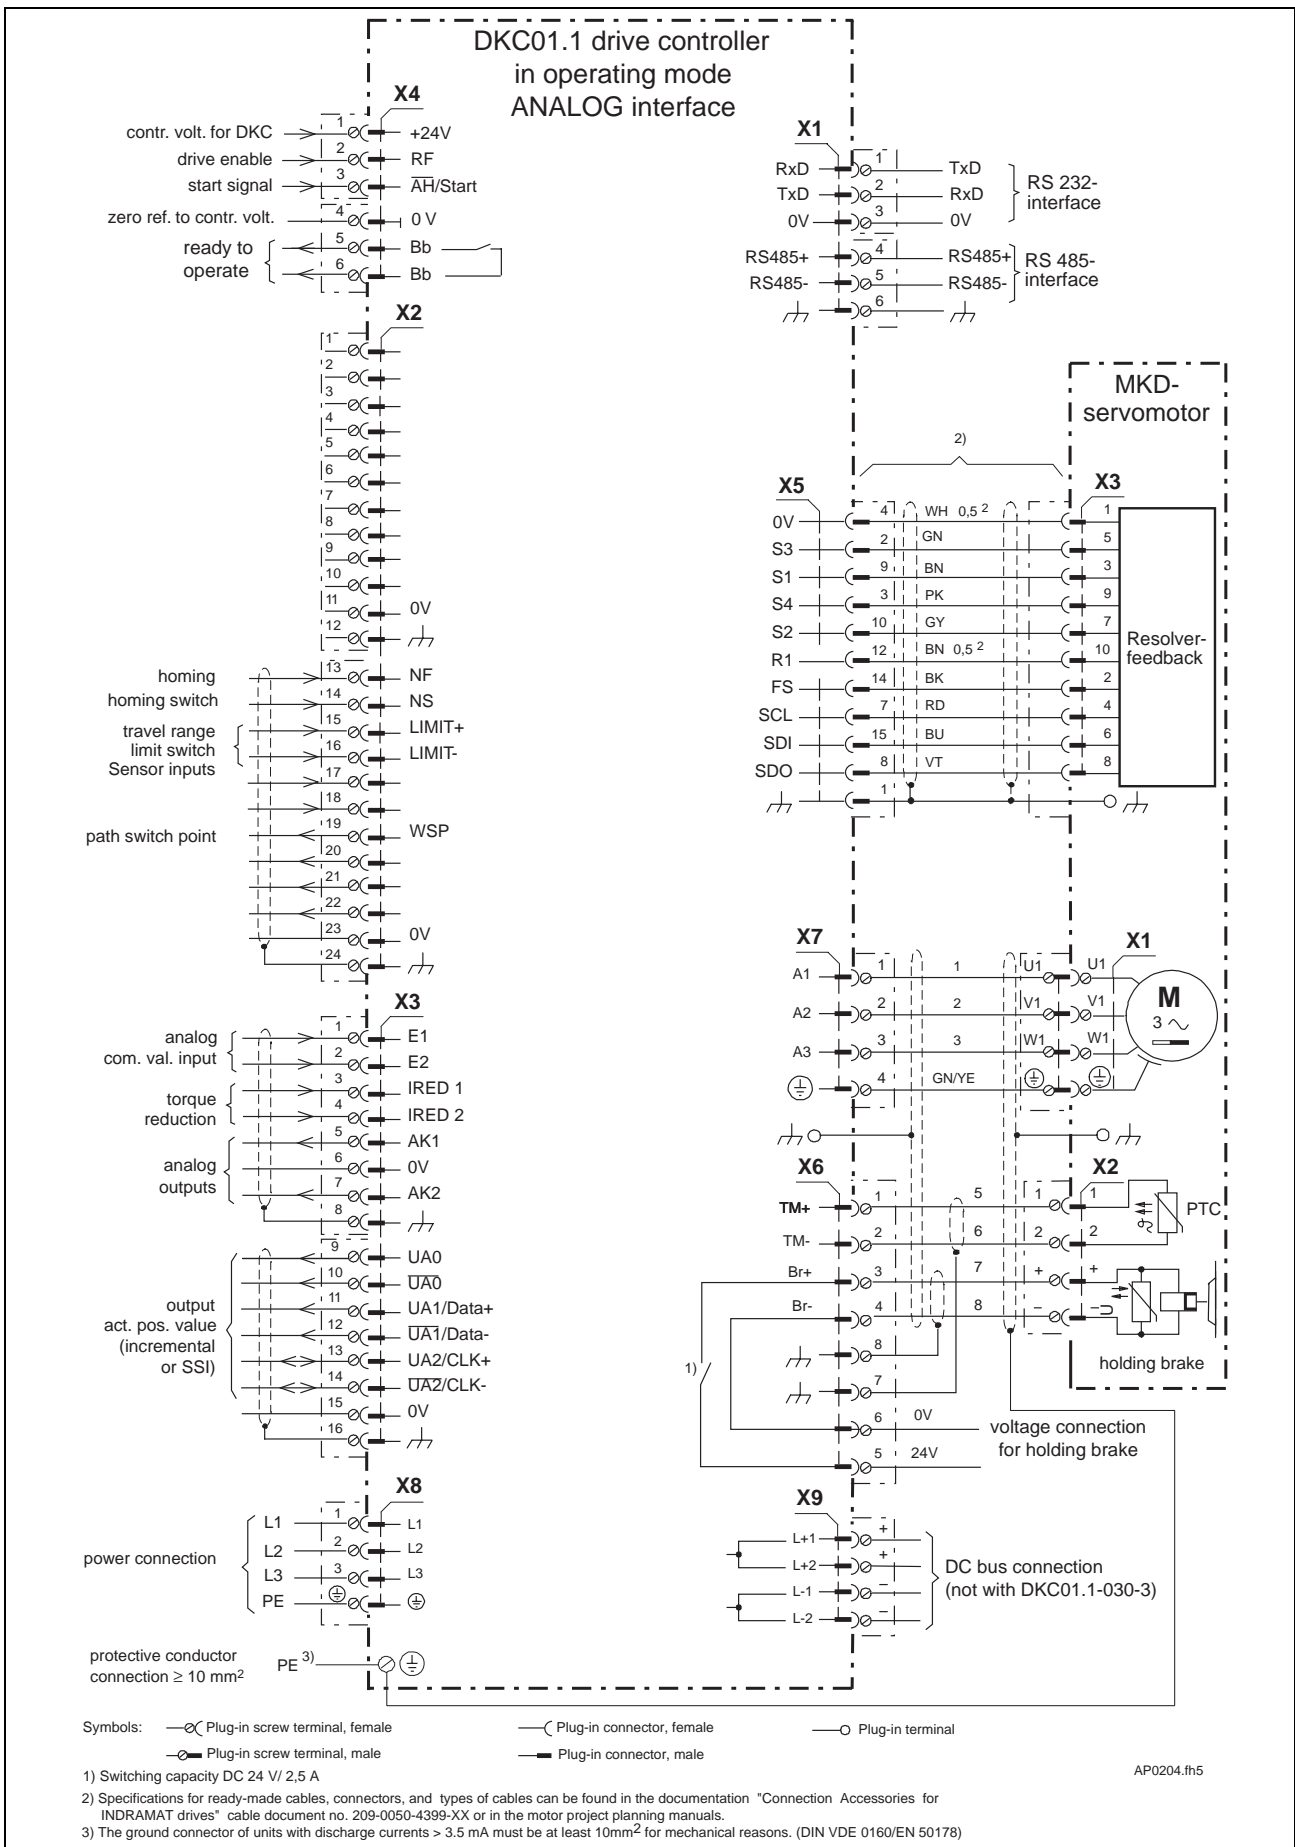 DKC01.1 drive controller
in operating mode
ANALOG interface
X4
contr. volt. for DKC 1 +24V
drive enable 2 RF
start signal 3 AH/Start
zero ref. to contr. volt. 4 0 V
ready to
operate
5 Bb
6 Bb
X1
RxD 1 TxD
TxD 2 RxD
0V 3 0V
RS 232-
interface
RS485+ 4 RS485+
RS485- 5 RS485-
6
RS 485-
interface
X2
1
2
3
4
5
6
7
8
9
10
11 0V
12
homing 13 NF
homing switch 14 NS
travel range
limit switch
Sensor inputs
15 LIMIT+
16 LIMIT-
17
18
path switch point 19 WSP
20
21
22
23 0V
24
MKD-
servomotor
2)
X5 X3
0V 4 WH 0,5 2 1
S3 2 GN 5
S1 9 BN 3
S4 3 PK 9
S2 10 GY 7
R1 12 BN 0,5 2 10
FS 14 BK 2
SCL 7 RD 4
SDI 15 BU 6
SDO 8 VT 8
1
Resolver-
feedback
X3
analog
com. val. input
1 E1
2 E2
torque
reduction
3 IRED 1
4 IRED 2
analog
outputs
5 AK1
6 0V
7 AK2
8
output
act. pos. value
(incremental
or SSI)
9 UA0
10 UA0
11 UA1/Data+
12 UA1/Data-
13 UA2/CLK+
14 UA2/CLK-
15 0V
16
X7 X1
A1 1 1 U1 U1
A2 2 2 V1 V1
A3 3 3 W1 W1
4 GN/YE
M
3
X6 X2
TM+ 1 5 1 1
TM- 2 6 2 2
PTC
Br+ 3 7 + +
Br- 4 8 – –
U
holding brake
8
7
1)
6 0V
5 24V
voltage connection
for holding brake
X8
power connection
L1 1 L1
L2 2 L2
L3 3 L3
PE
X9
L+1 +
L+2 +
L-1 –
L-2 –
DC bus connection
(not with DKC01.1-030-3)
protective conductor
connection ≥ 10 mm2
PE 3)
Symbols: Plug-in screw terminal, female Plug-in connector, female Plug-in terminal
Plug-in screw terminal, male Plug-in connector, male
1) Switching capacity DC 24 V/ 2,5 A
AP0204.fh5
2) Specifications for ready-made cables, connectors, and types of cables can be found in the documentation "Connection Accessories for
INDRAMAT drives" cable document no. 209-0050-4399-XX or in the motor project planning manuals.
3) The ground connector of units with discharge currents > 3.5 mA must be at least 10mm2 for mechanical reasons. (DIN VDE 0160/EN 50178)